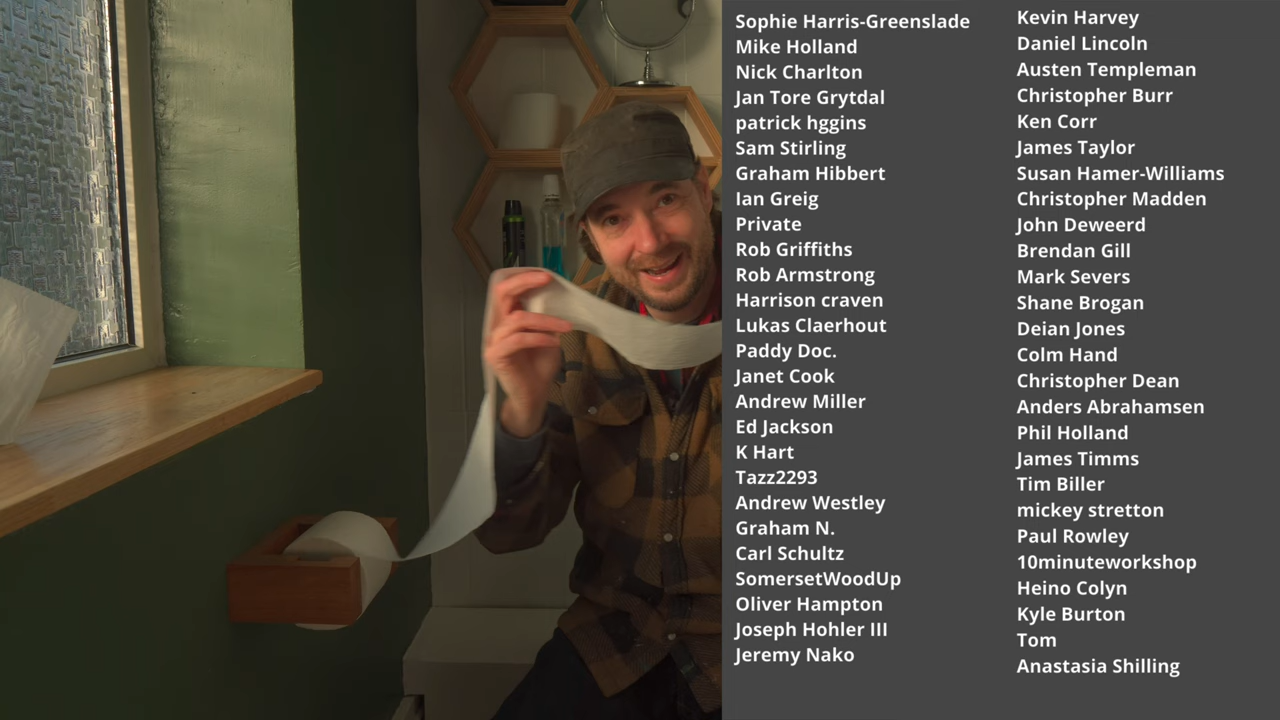 Sophie Harris-Greenslade
Mike Holland
Nick Charlton
Jan Tore Grytdal
patrick hggins
Sam Stirling
Graham Hibbert
Ian Greig
Private
Rob Griffiths
Rob Armstrong
Harrison craven
Lukas Claerhout
Paddy Doc.
Janet Cook
Andrew Miller
Ed Jackson
K Hart
Tazz2293
Andrew Westley
Graham N.
Carl Schultz
SomersetWoodUp
Oliver Hampton
Joseph Hohler III
Jeremy Nako
Kevin Harvey
Daniel Lincoln
Austen Templeman
Christopher Burr
Ken Corr
James Taylor
Susan Hamer-Williams
Christopher Madden
John Deweerd
Brendan Gill
Mark Severs
Shane Brogan
Deian Jones
Colm Hand
Christopher Dean
Anders Abrahamsen
Phil Holland
James Timms
Tim Biller
mickey stretton
Paul Rowley
10minuteworkshop
Heino Colyn
Kyle Burton
Tom
Anastasia Shilling